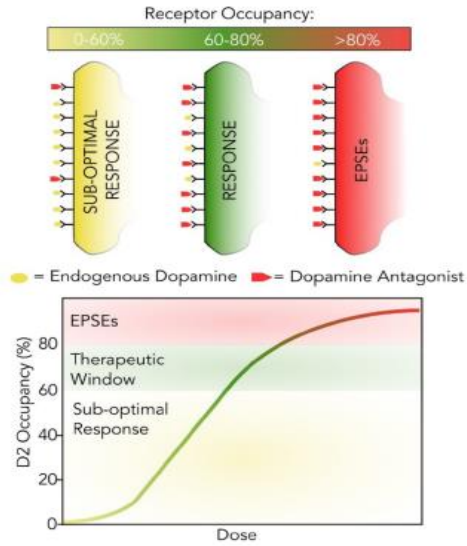 Receptor Occupancy:
0-60% 60-80% >80%
SUB-OPTIMAL
RESPONSE
RESPONSE
EPSEs
= Endogenous Dopamine = Dopamine Antagonist
EPSEs
80
Therapeutic
Window
60
Sub-optimal
Response
40
20
0
D2 Occupancy (%)
Dose